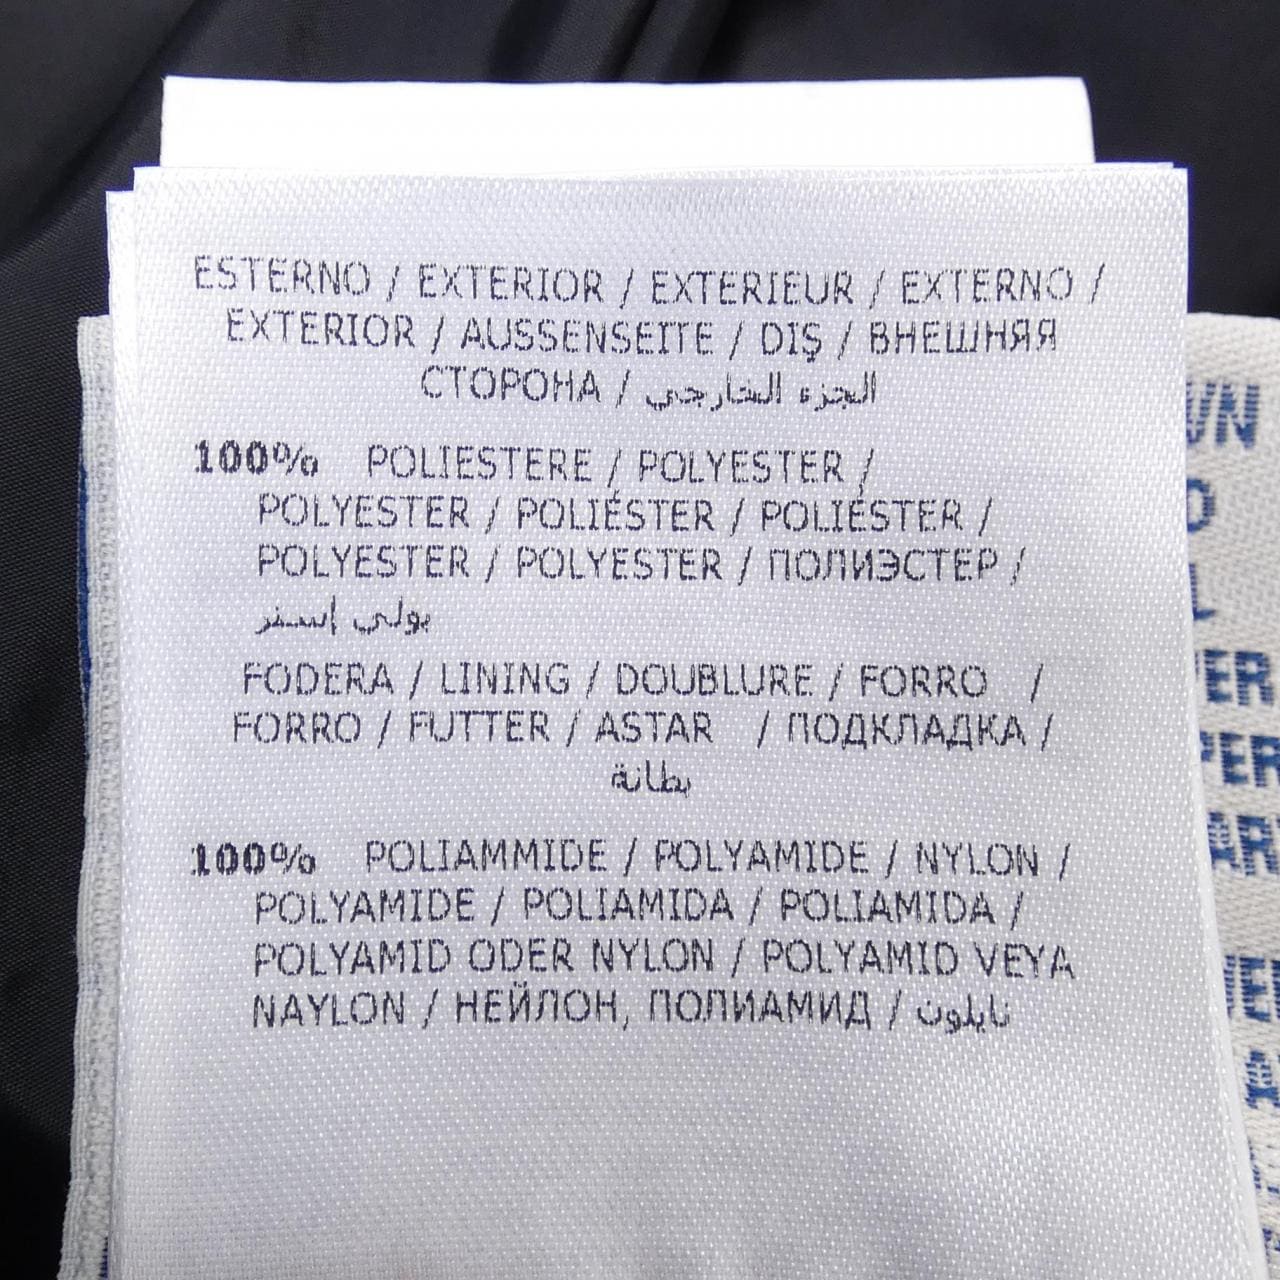 ESTERNO / EXTERIOR / EXTERIEUR / EXTERNO /
EXTERIOR / AUSSENSEITE / DIŞ / ВНЕШНЯЯ
СТОРОНА / الجزء الخارجي
100% POLIESTERE / POLYESTER /
POLYESTER / POLIÉSTER / POLIÉSTER /
POLYESTER / POLYESTER / ПОЛИЭСТЕР /
بولي إستر
FODERA / LINING / DOUBLURE / FORRO /
FORRO / FUTTER / ASTAR / ПОДКЛАДКА /
بطانة
100% POLIAMMIDE / POLYAMIDE / NYLON /
POLYAMIDE / POLIAMIDA / POLIAMIDA /
POLYAMID ODER NYLON / POLYAMID VEYA
NAYLON / НЕЙЛОН, ПОЛИАМИД / نايلون